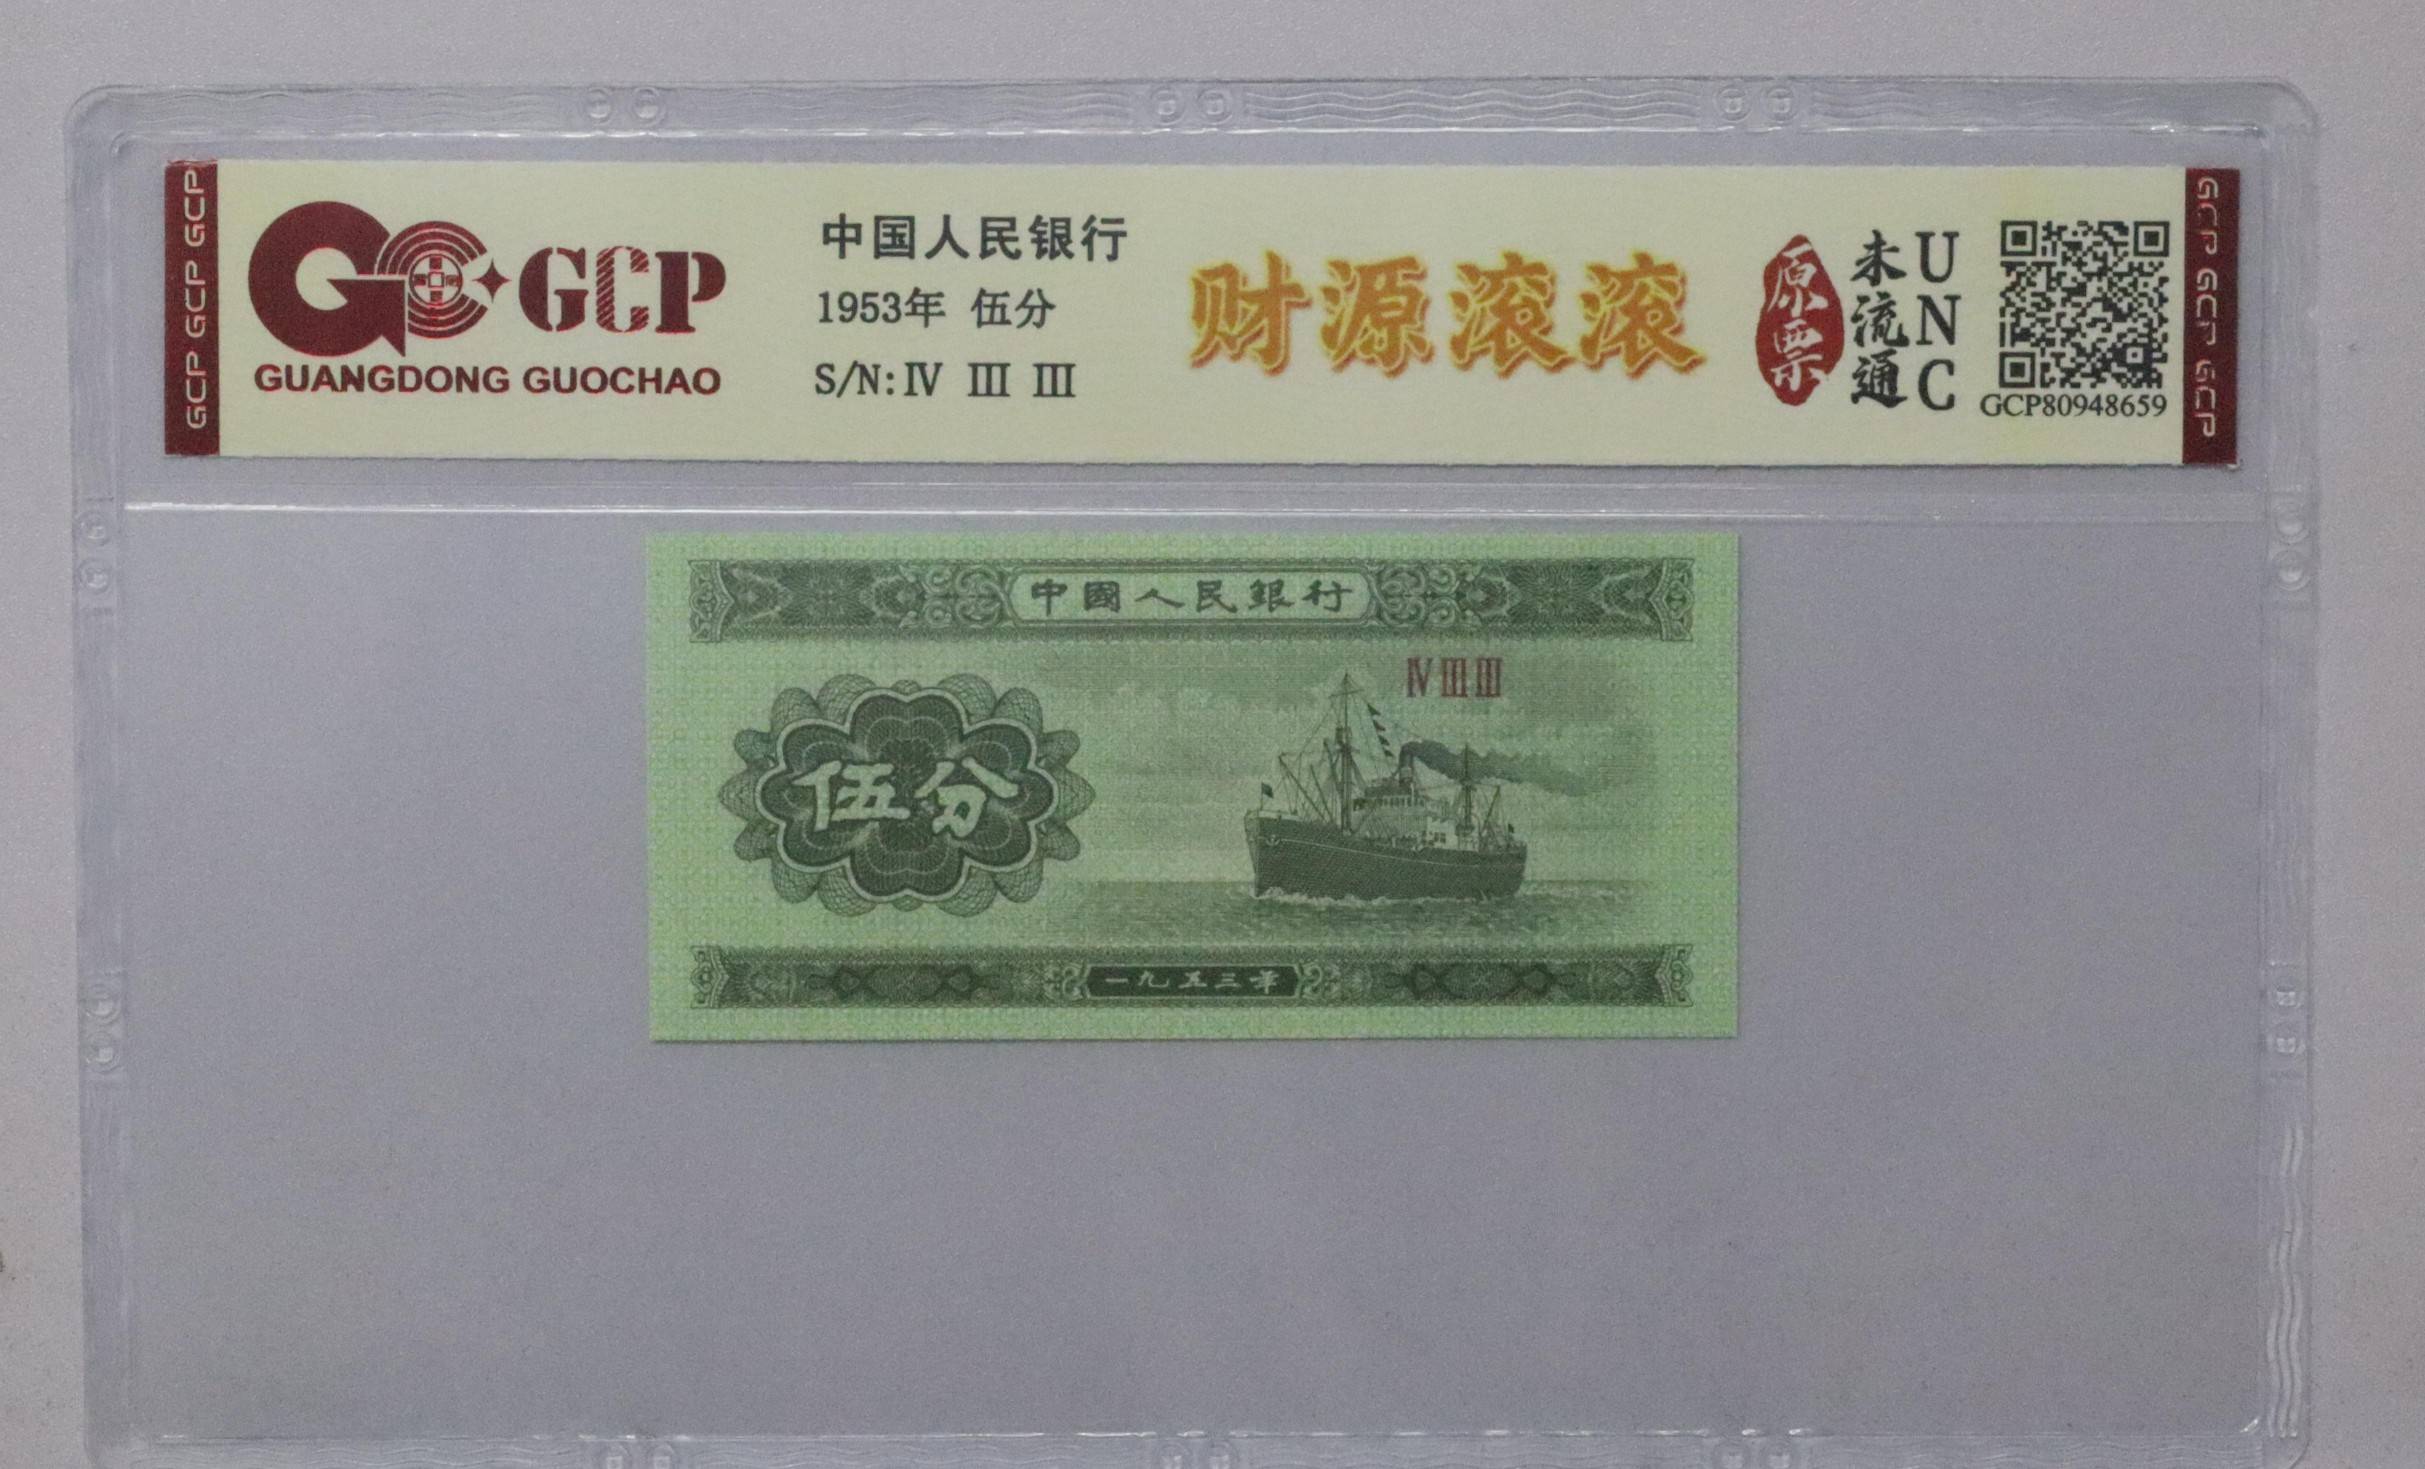 GCP GCP GCP
GCP
GUANGDONG GUOCHAO
中国人民银行
1953年 伍分
S/N: Ⅳ Ⅲ Ⅲ
财源滚滚
原票
未流通
UNC
GCP80948659
GCP GCP GCP
中國人民銀行
ⅣⅢⅢ
伍分
一九五三年